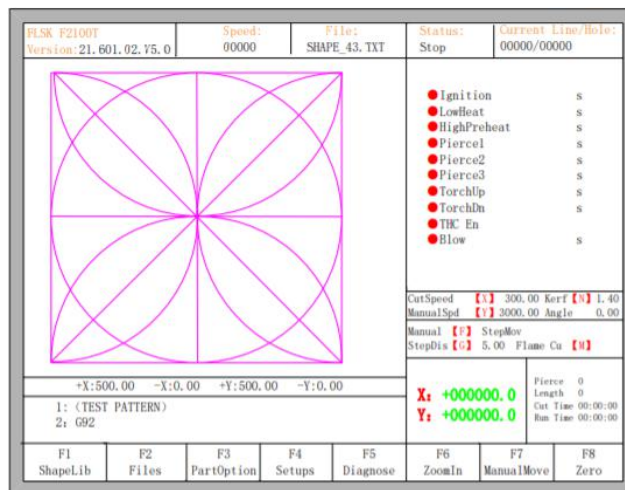 FLSK F2100T
Version:21.601.02.Y5.0
Speed:
00000
File:
SHAPE_43.TXT
Status:
Stop
Current Line/Hole:
00000/00000
Ignition s
LowHeat s
HighPreheat s
Pierce1 s
Pierce2 s
Pierce3 s
TorchUp s
TorchDn s
THC En
Blow s
CutSpeed 【X】 300.00 Kerf【N】1.40
ManualSpd 【Y】3000.00 Angle 0.00
Manual 【F】 StepMov
StepDis【G】 5.00 Flame Cu 【M】
+X:500.00 -X:0.00 +Y:500.00 -Y:0.00
1: (TEST PATTERN)
2: G92
X: +000000.0
Y: +000000.0
Pierce 0
Length 0
Cut Time 00:00:00
Run Time 00:00:00
F1 F2 F3 F4 F5 F6 F7 F8
ShapeLib Files PartOption Setups Diagnose ZoomIn ManualMove Zero